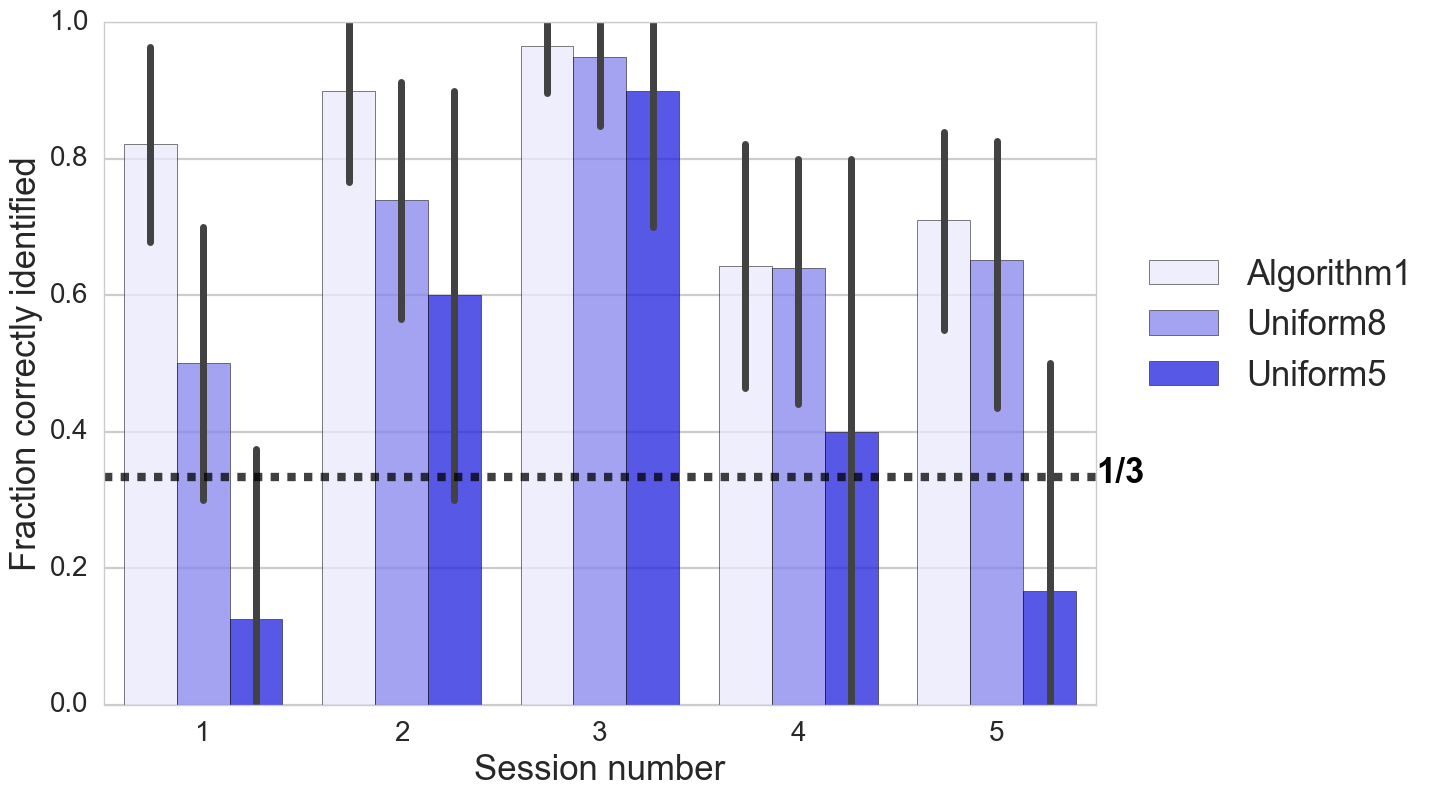 Fraction correctly identified
1.0
0.8
0.6
0.4
0.2
0.0
1/3
1 2 3 4 5
Session number
Algorithm1
Uniform8
Uniform5